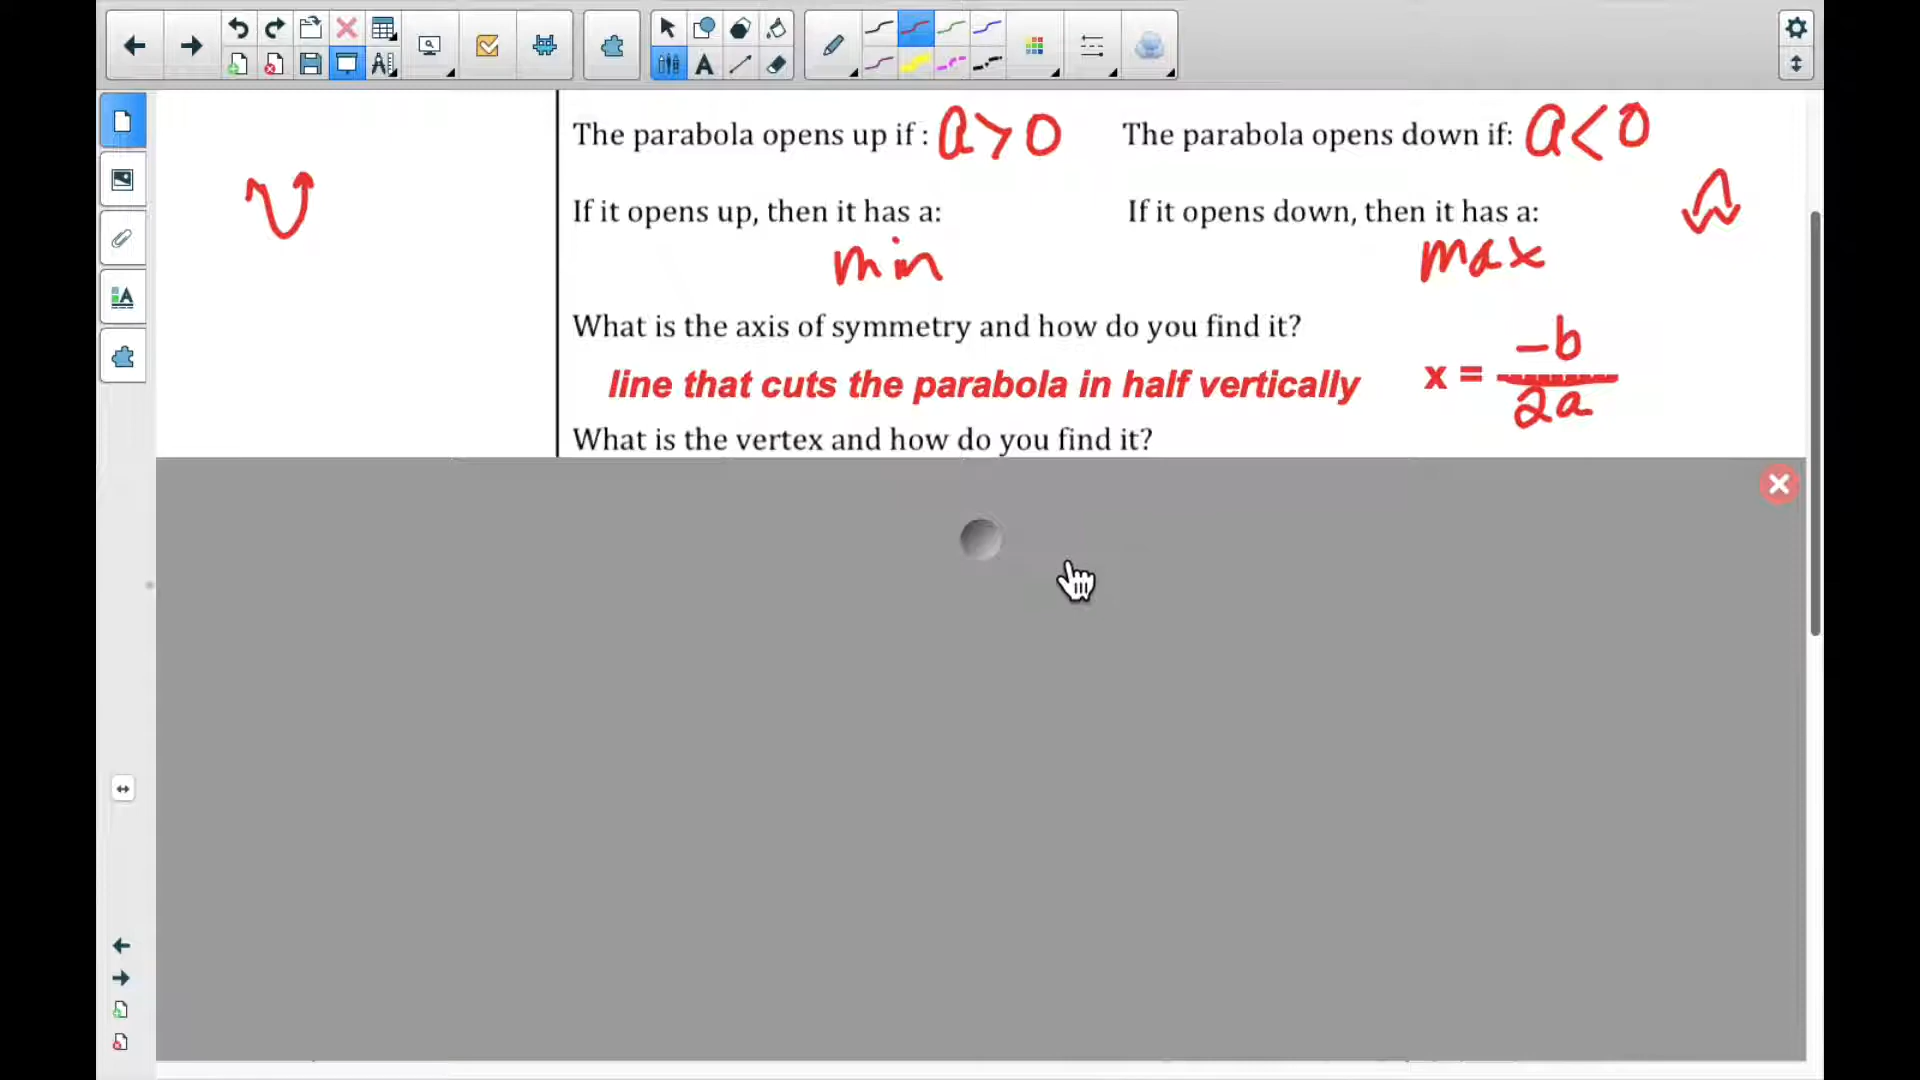 The parabola opens up if : a > 0
The parabola opens down if: a < 0
If it opens up, then it has a:
min
If it opens down, then it has a:
max
What is the axis of symmetry and how do you find it?
line that cuts the parabola in half vertically
x = -b
2a
What is the vertex and how do you find it?